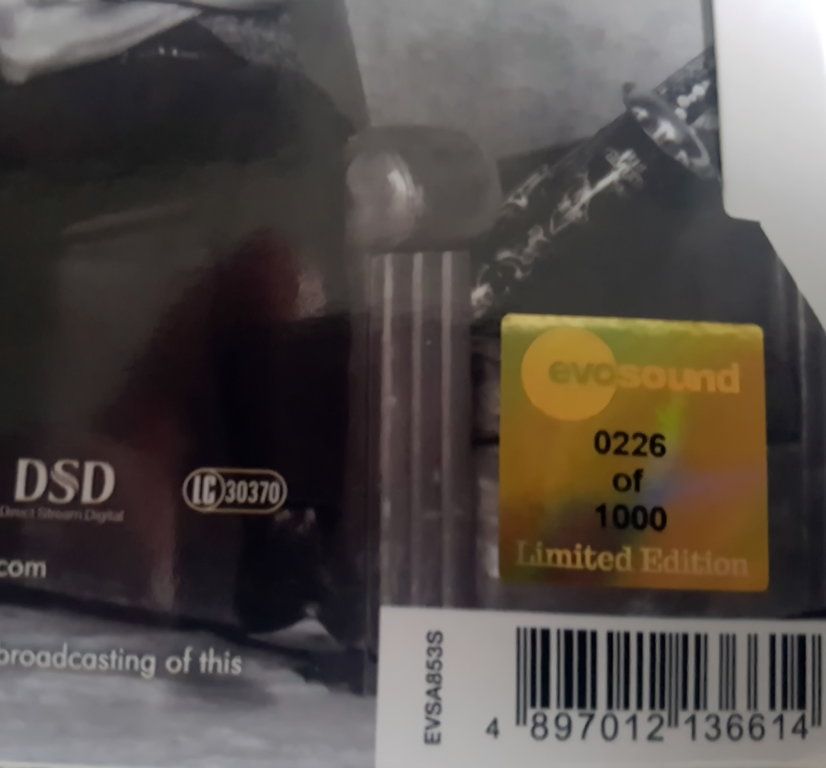 evosound
0226
of
1000
Limited Edition
DSD
Direct Stream Digital
LC 30370
com
broadcasting of this
EVSA853S
4 897012 136614